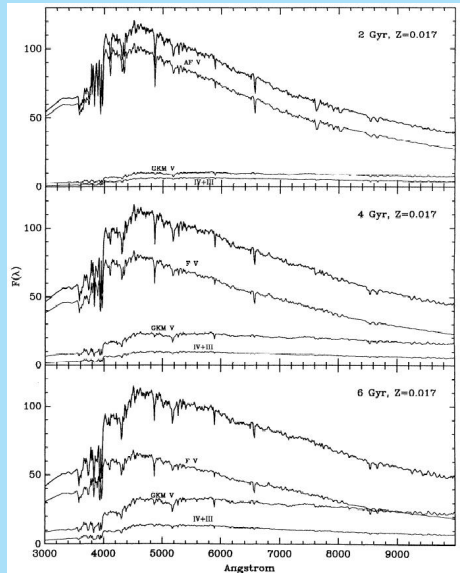 2 Gyr, Z=0.017
100
AF V
50
GKM V
IV+III
0
4 Gyr, Z=0.017
100
F V
50
GKM V
IV+III
0
6 Gyr, Z=0.017
100
F V
50
GKM V
IV+III
0
3000 4000 5000 6000 7000 8000 9000
Angstrom
F(λ)